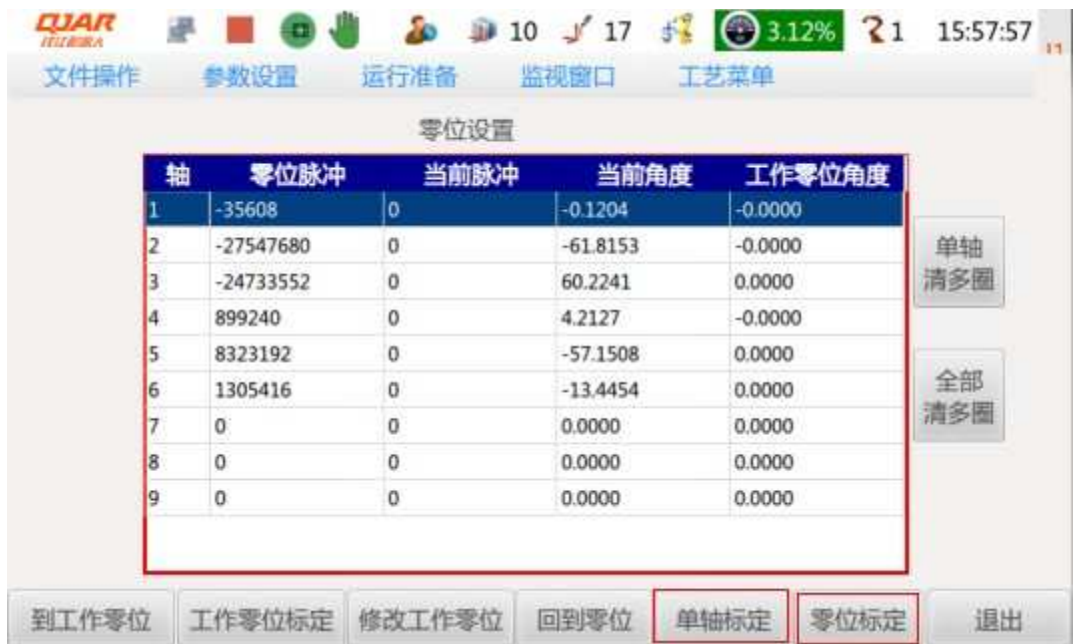 QJAR
10 17 3.12% 1 15:57:57
文件操作 参数设置 运行准备 监视窗口 工艺菜单
零位设置
轴 零位脉冲 当前脉冲 当前角度 工作零位角度
1 -35608 0 -0.1204 -0.0000
2 -27547680 0 -61.8153 -0.0000
3 -24733552 0 60.2241 0.0000
4 899240 0 4.2127 -0.0000
5 8323192 0 -57.1508 0.0000
6 1305416 0 -13.4454 0.0000
7 0 0 0.0000 0.0000
8 0 0 0.0000 0.0000
9 0 0 0.0000 0.0000
单轴
清多圈
全部
清多圈
到工作零位 工作零位标定 修改工作零位 回到零位 单轴标定 零位标定 退出